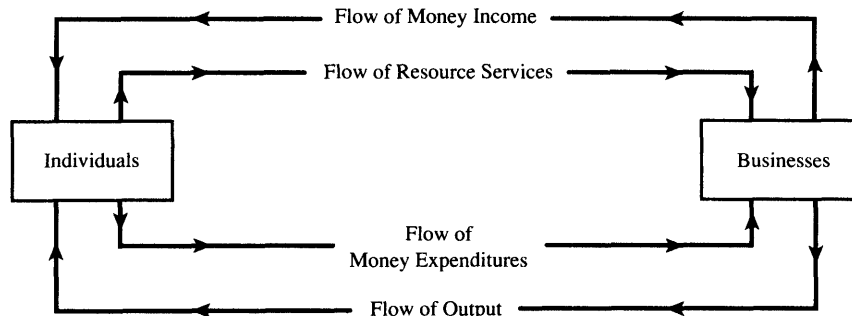 Flow of Money Income
Flow of Resource Services
Individuals
Businesses
Flow of
Money Expenditures
Flow of Output